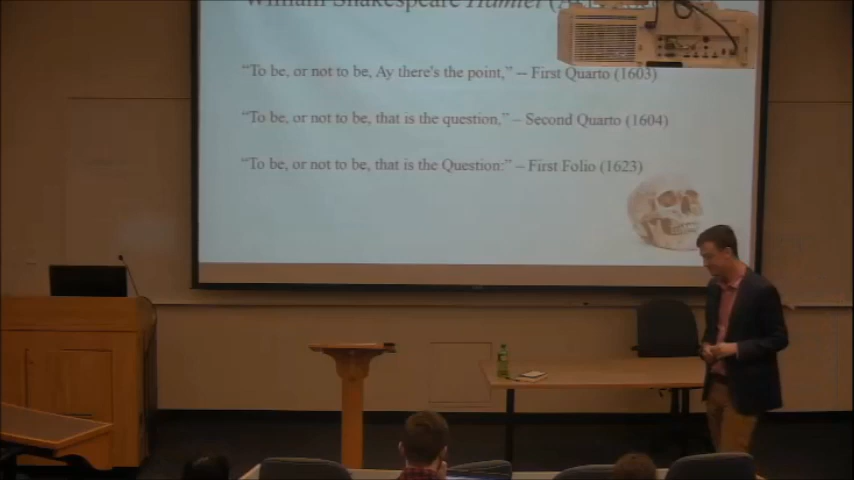 William Shakespeare Hamlet
“To be, or not to be, Ay there's the point,” – First Quarto (1603)
“To be, or not to be, that is the question,” – Second Quarto (1604)
“To be, or not to be, that is the Question:” – First Folio (1623)